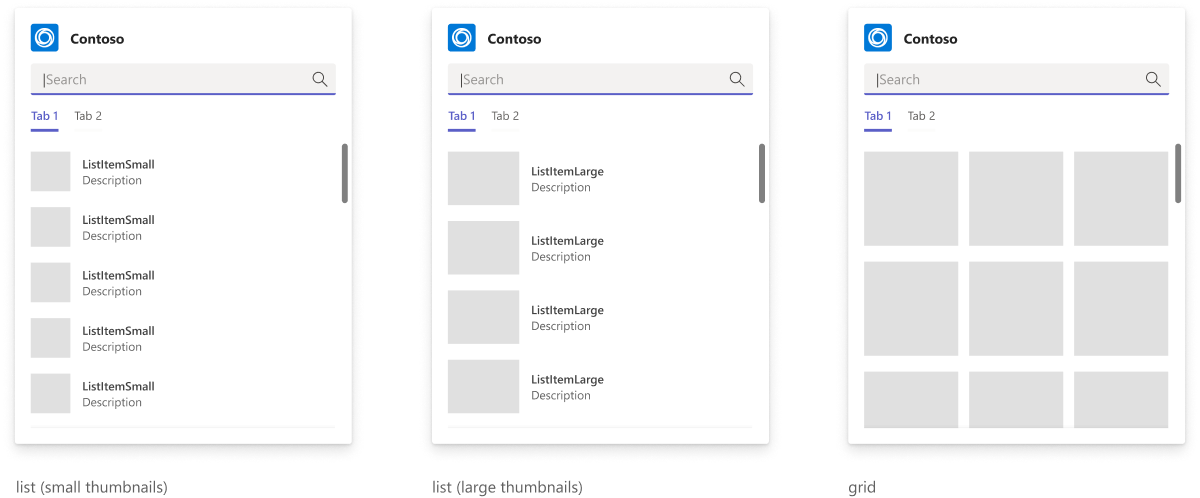 Contoso
Search
Tab 1 Tab 2
ListItemSmall
Description
ListItemSmall
Description
ListItemSmall
Description
ListItemSmall
Description
ListItemSmall
Description
list (small thumbnails)
Contoso
Search
Tab 1 Tab 2
ListItemLarge
Description
ListItemLarge
Description
ListItemLarge
Description
ListItemLarge
Description
list (large thumbnails)
Contoso
Search
Tab 1 Tab 2
grid